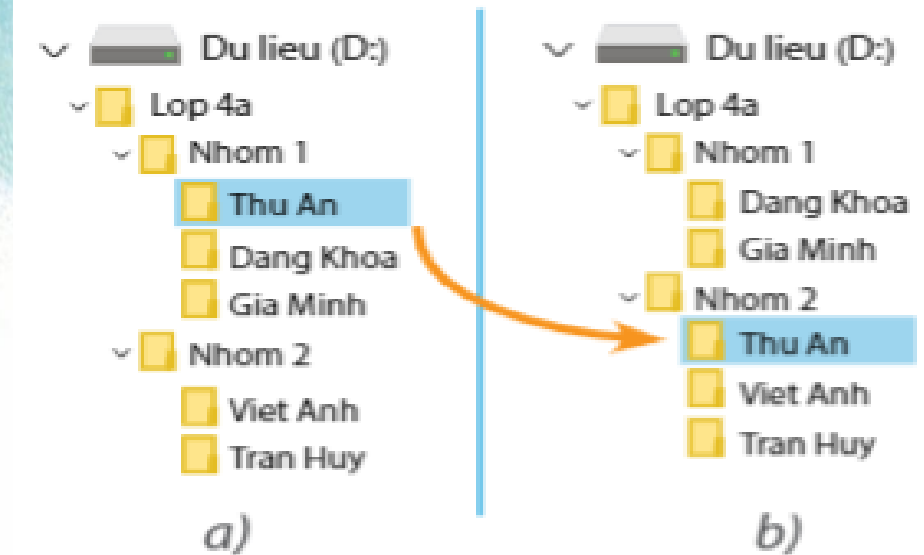 Du lieu (D:)
Lop 4a
Nhom 1
Thu An
Dang Khoa
Gia Minh
Nhom 2
Viet Anh
Tran Huy
a)
Du lieu (D:)
Lop 4a
Nhom 1
Dang Khoa
Gia Minh
Nhom 2
Thu An
Viet Anh
Tran Huy
b)